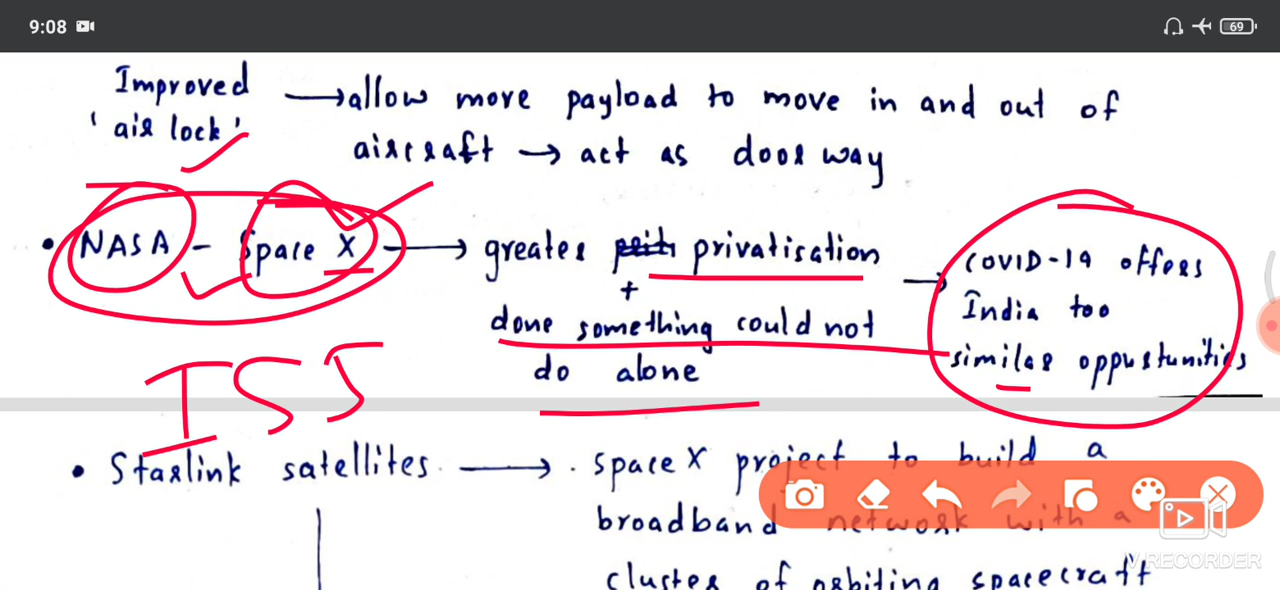 9:08
69
Improved → allow more payload to move in and out of
'air lock' aircraft → act as doorway
• NASA - Space X → greater privatisation → COVID-19 offers
+ India too
done something could not similar opportunities
do alone
ISS
• Starlink satellites → . space X project to build a
broadband network with a
cluster of orbiting spacecraft
V RECORDER